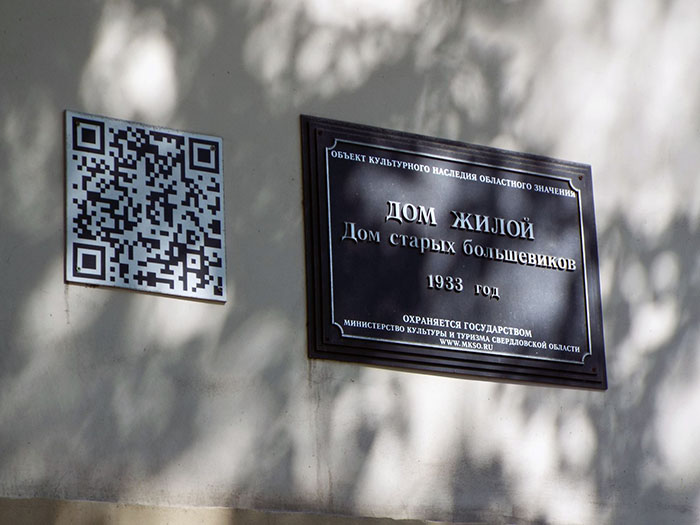 ОБЪЕКТ КУЛЬТУРНОГО НАСЛЕДИЯ ОБЛАСТНОГО ЗНАЧЕНИЯ
ДОМ ЖИЛОЙ
Дом старых большевиков
1933 год
ОХРАНЯЕТСЯ ГОСУДАРСТВОМ
МИНИСТЕРСТВО КУЛЬТУРЫ И ТУРИЗМА СВЕРДЛОВСКОЙ ОБЛАСТИ
WWW.MKSO.RU